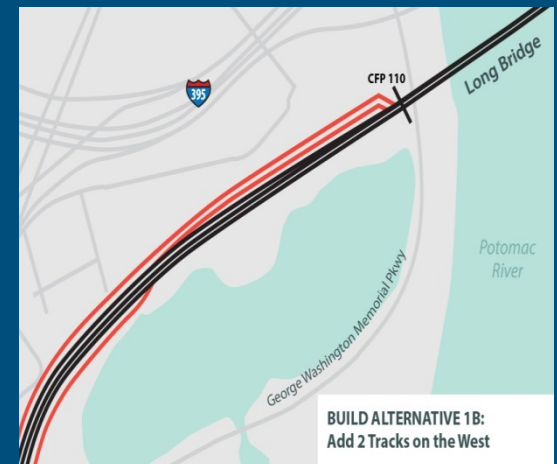 CFP 110
Long Bridge
395
Potomac
River
George Washington Memorial Pkwy
BUILD ALTERNATIVE 1B:
Add 2 Tracks on the West